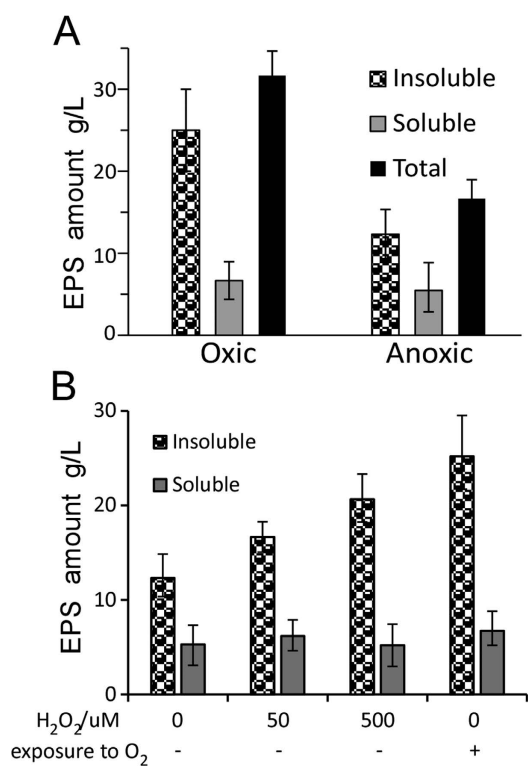 A
EPS amount g/L
30
20
10
0
Insoluble
Soluble
Total
Oxic
Anoxic
B
EPS amount g/L
30
20
10
0
Insoluble
Soluble
H₂O₂/uM 0 50 500 0
exposure to O₂ - - - +